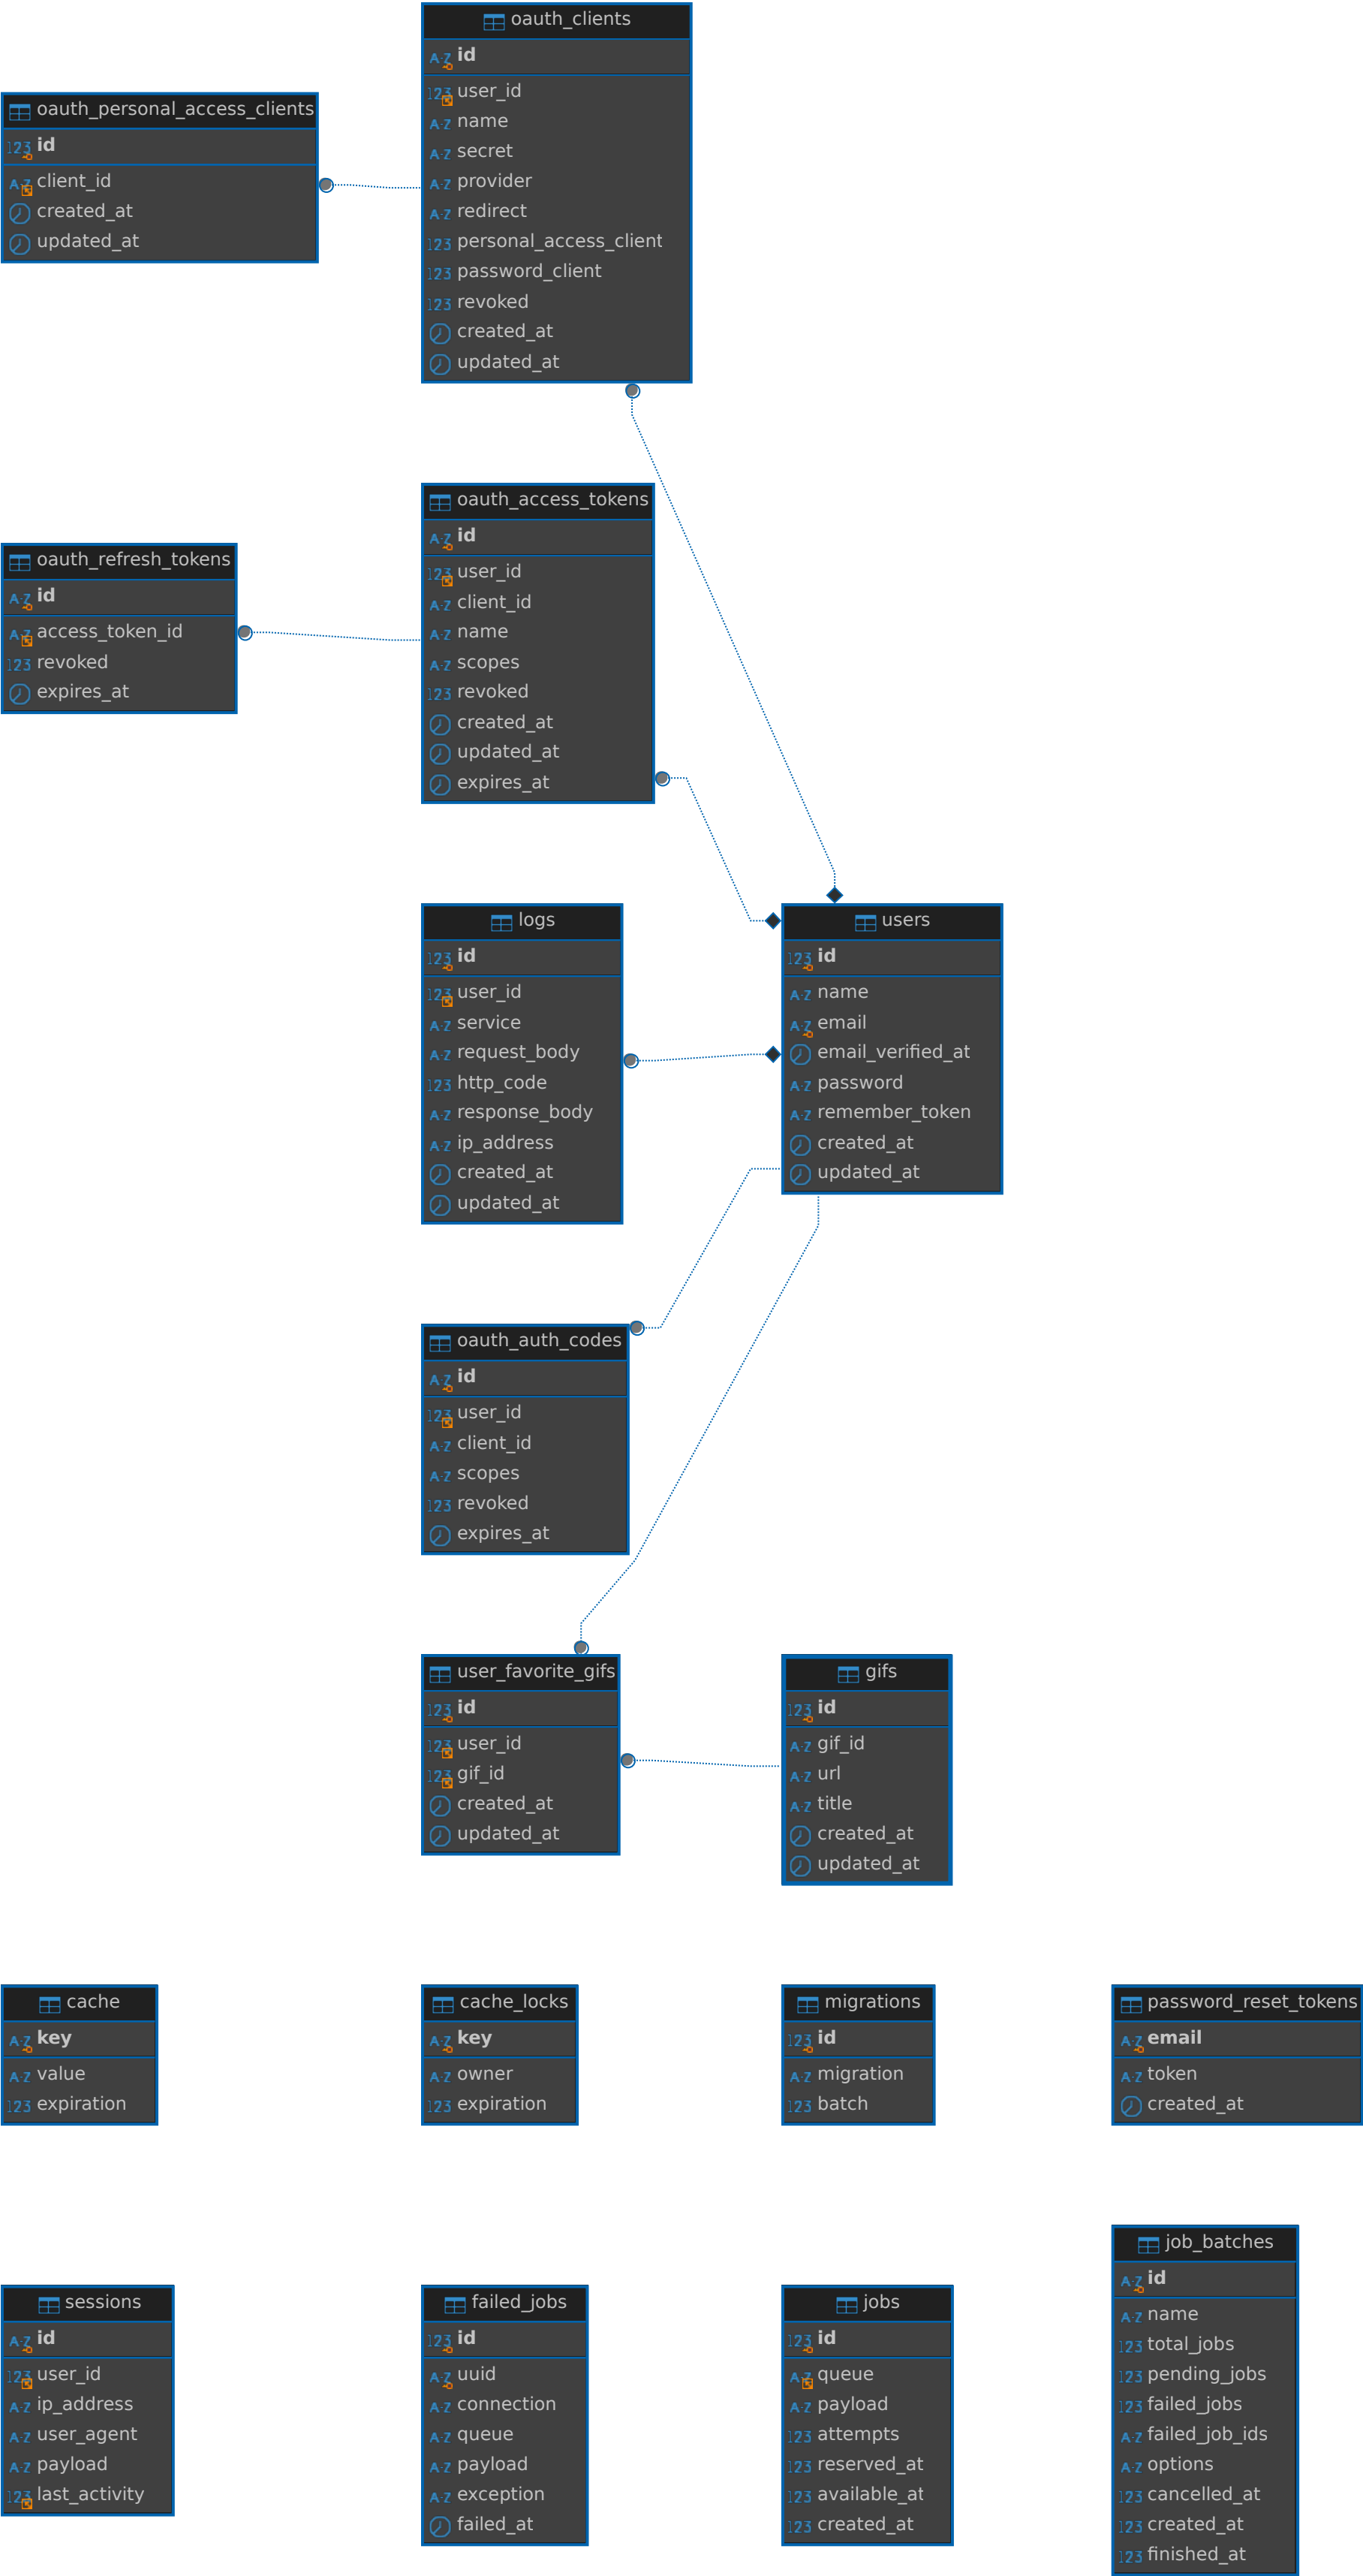 oauth_clients
id
user_id
name
secret
provider
redirect
personal_access_client
password_client
revoked
created_at
updated_at
oauth_personal_access_clients
id
client_id
created_at
updated_at
oauth_access_tokens
id
user_id
client_id
name
scopes
revoked
created_at
updated_at
expires_at
oauth_refresh_tokens
id
access_token_id
revoked
expires_at
logs
id
user_id
service
request_body
http_code
response_body
ip_address
created_at
updated_at
users
id
name
email
email_verified_at
password
remember_token
created_at
updated_at
oauth_auth_codes
id
user_id
client_id
scopes
revoked
expires_at
user_favorite_gifs
id
user_id
gif_id
created_at
updated_at
gifs
id
gif_id
url
title
created_at
updated_at
cache
key
value
expiration
cache_locks
key
owner
expiration
migrations
id
migration
batch
password_reset_tokens
email
token
created_at
sessions
id
user_id
ip_address
user_agent
payload
last_activity
failed_jobs
id
uuid
connection
queue
payload
exception
failed_at
jobs
id
queue
payload
attempts
reserved_at
available_at
created_at
job_batches
id
name
total_jobs
pending_jobs
failed_jobs
failed_job_ids
options
cancelled_at
created_at
finished_at